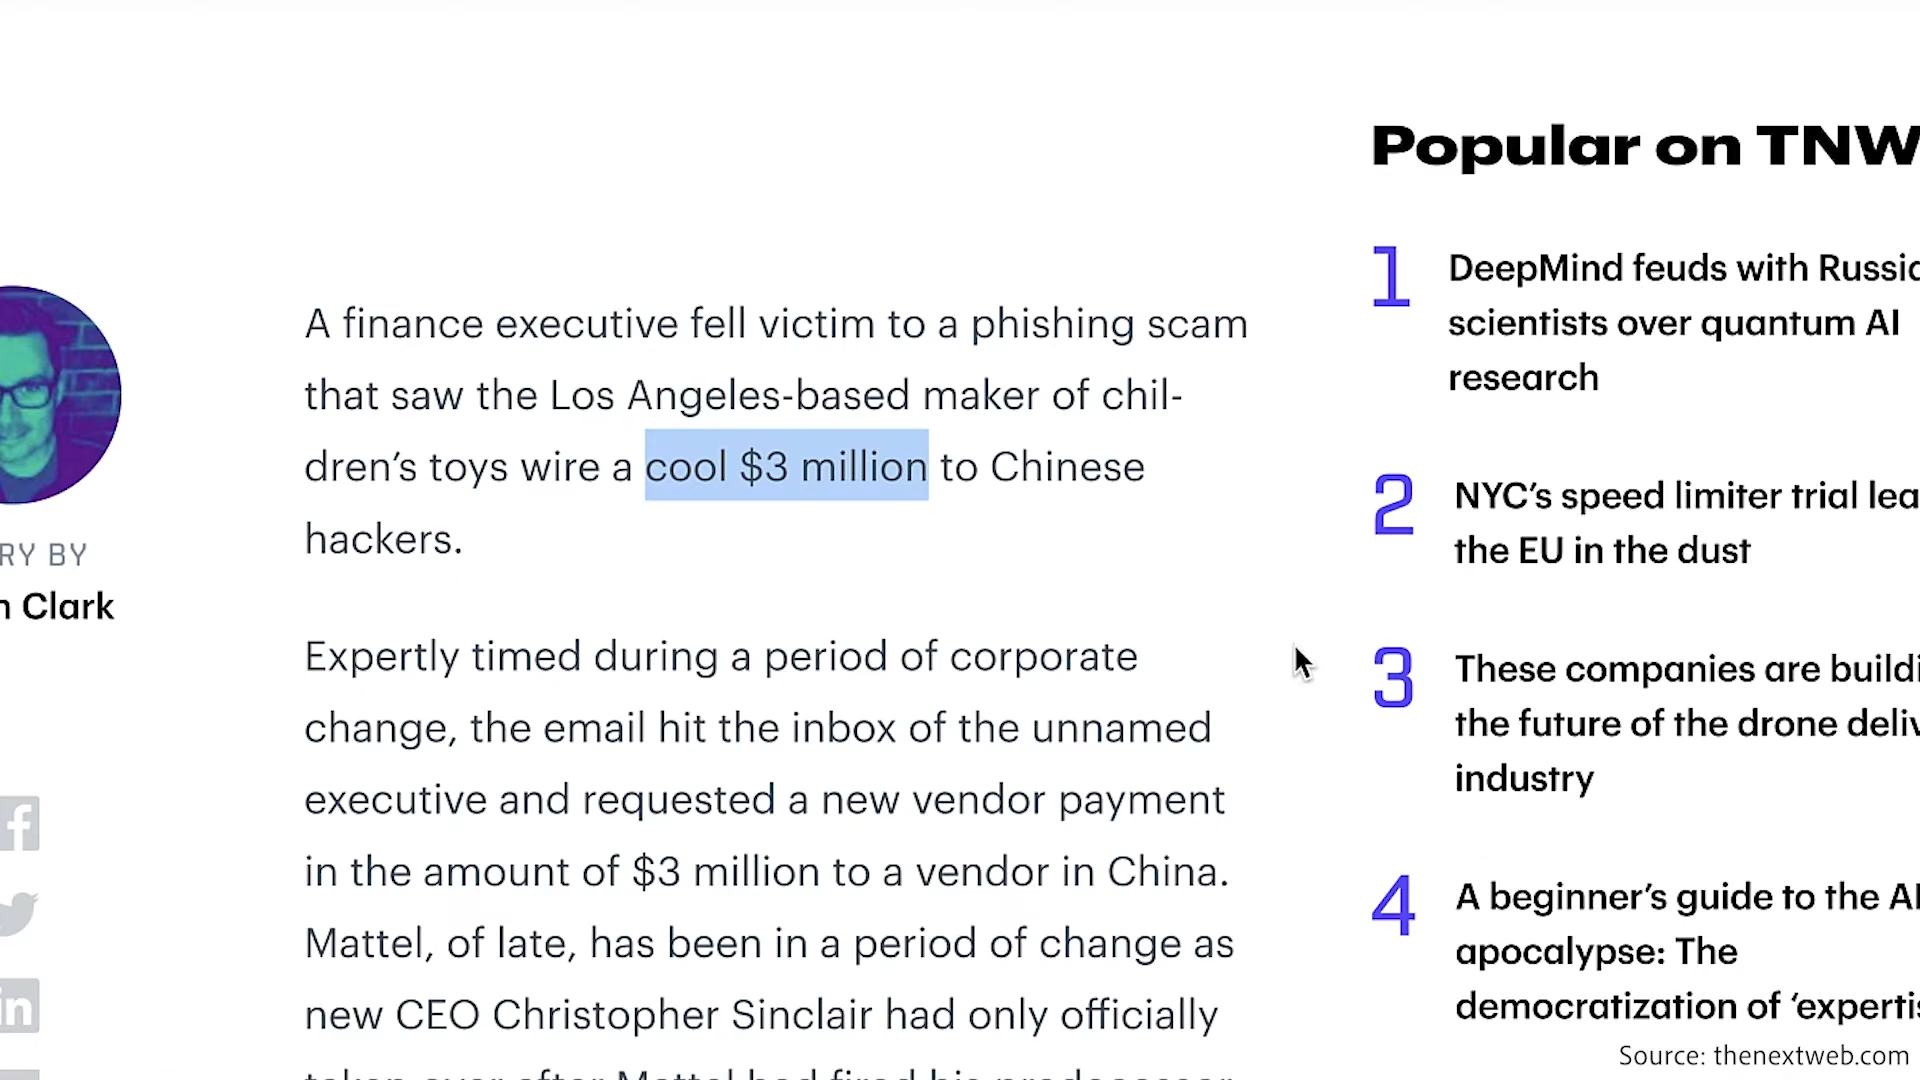 Popular on TNW
A finance executive fell victim to a phishing scam
that saw the Los Angeles-based maker of chil-
dren’s toys wire a cool $3 million to Chinese
hackers.
RY BY
n Clark
Expertly timed during a period of corporate
change, the email hit the inbox of the unnamed
executive and requested a new vendor payment
in the amount of $3 million to a vendor in China.
Mattel, of late, has been in a period of change as
new CEO Christopher Sinclair had only officially
1
DeepMind feuds with Russia
scientists over quantum AI
research
2
NYC’s speed limiter trial lea
the EU in the dust
3
These companies are buildi
the future of the drone deliv
industry
4
A beginner’s guide to the AI
apocalypse: The
democratization of ‘expertis
Source: thenextweb.com